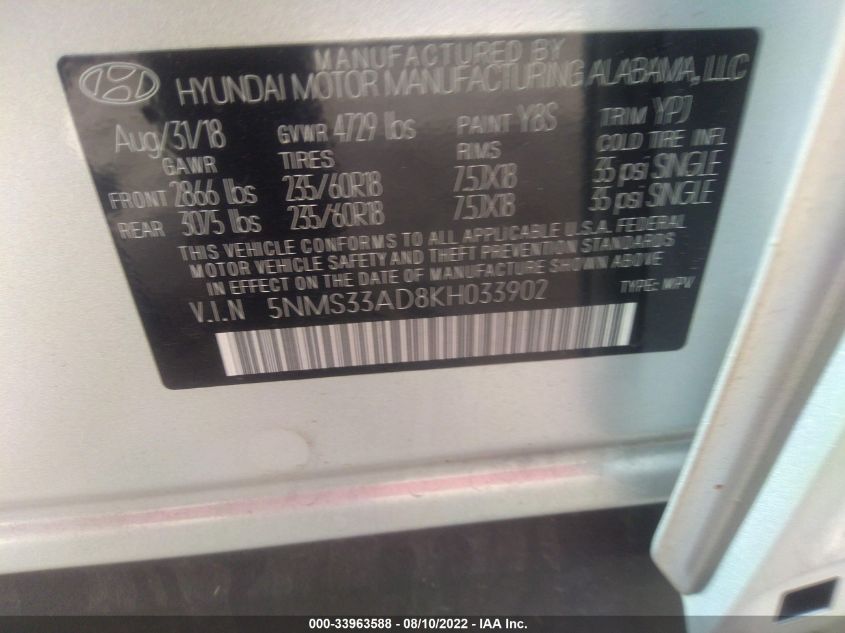 MANUFACTURED BY
HYUNDAI MOTOR MANUFACTURING ALABAMA, LLC
Aug/31/18 GVWR 4729 lbs PAINT Y8S TRIM YPJ
GAWR TIRES RIMS COLD TIRE INFL
FRONT 2866 lbs 235/60R18 7.5JX18 35 psi SINGLE
REAR 3075 lbs 235/60R18 7.5JX18 35 psi SINGLE
THIS VEHICLE CONFORMS TO ALL APPLICABLE U.S.A. FEDERAL
MOTOR VEHICLE SAFETY AND THEFT PREVENTION STANDARDS
IN EFFECT ON THE DATE OF MANUFACTURE SHOWN ABOVE
V.I.N 5NMS33AD8KH033902 TYPE: MPV
000-33963588 — 08/10/2022 — IAA Inc.